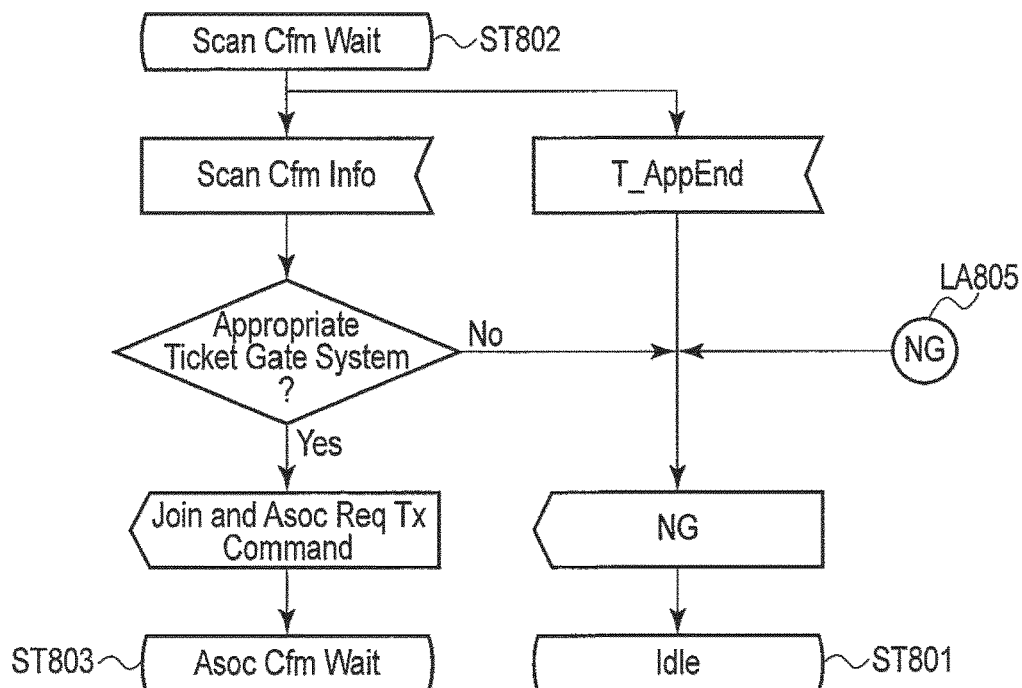 Scan Cfm Wait
ST802
Scan Cfm Info
T_AppEnd
LA805
NG
Appropriate
Ticket Gate System
?
No
Yes
Join and Asoc Req Tx
Command
NG
ST803
Asoc Cfm Wait
Idle
ST801